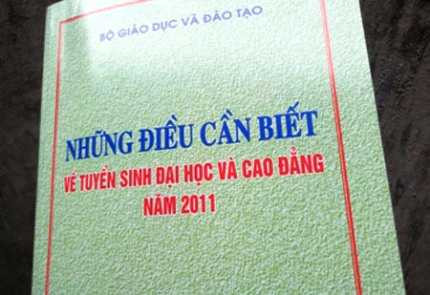 BỘ GIÁO DỤC VÀ ĐÀO TẠO
NHỮNG ĐIỀU CẦN BIẾT
VỀ TUYỂN SINH ĐẠI HỌC VÀ CAO ĐẲNG
NĂM 2011